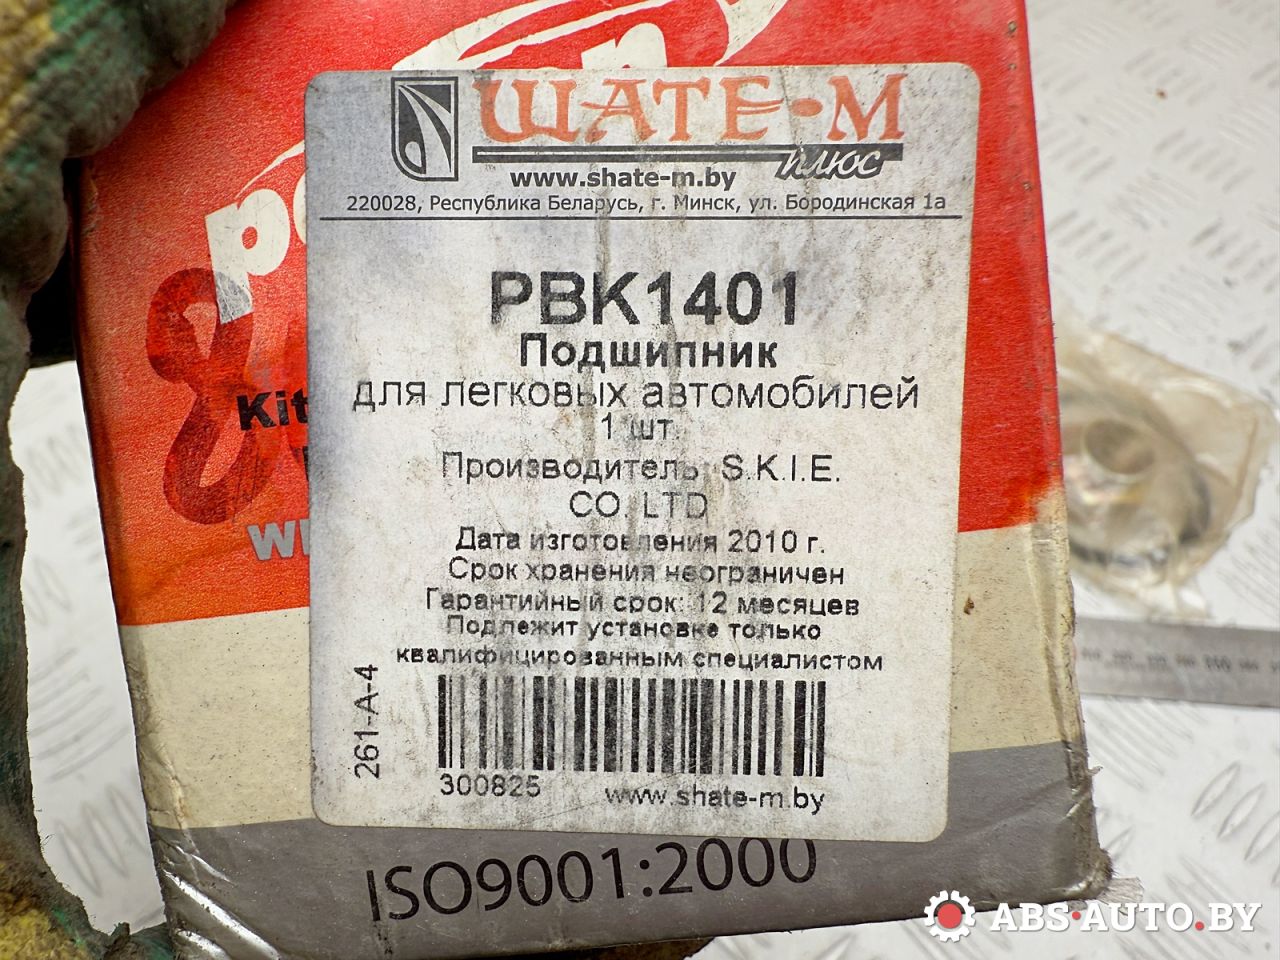 ШАТЕ-М
плюс
www.shate-m.by
220028, Республика Беларусь, г. Минск, ул. Бородинская 1а
PBK1401
Подшипник
для легковых автомобилей
1 шт.
Производитель: S.K.I.E.
CO. LTD
Дата изготовления 2010 г.
Срок хранения неограничен
Гарантийный срок: 12 месяцев
Подлежит установке только
квалифицированным специалистом
261-A-4
300825 www.shate-m.by
Kit
ISO9001:2000
ABS-AUTO.BY